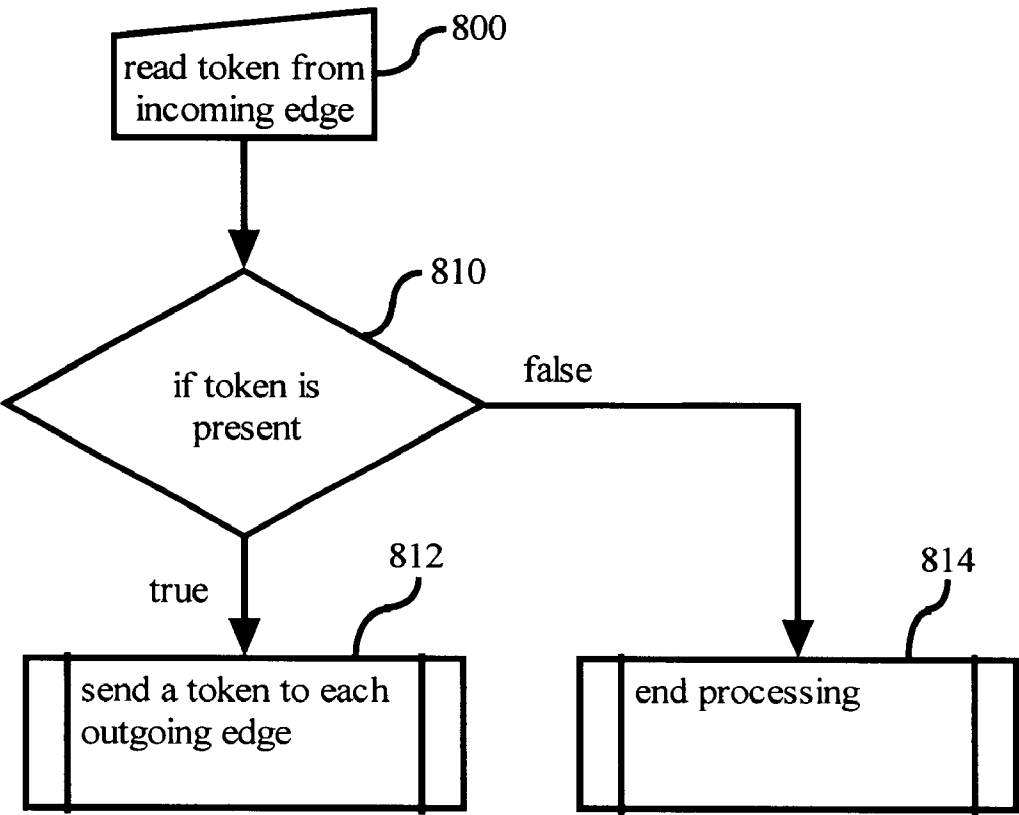 800
read token from
incoming edge
810
if token is
present
false
true
812
send a token to each
outgoing edge
814
end processing